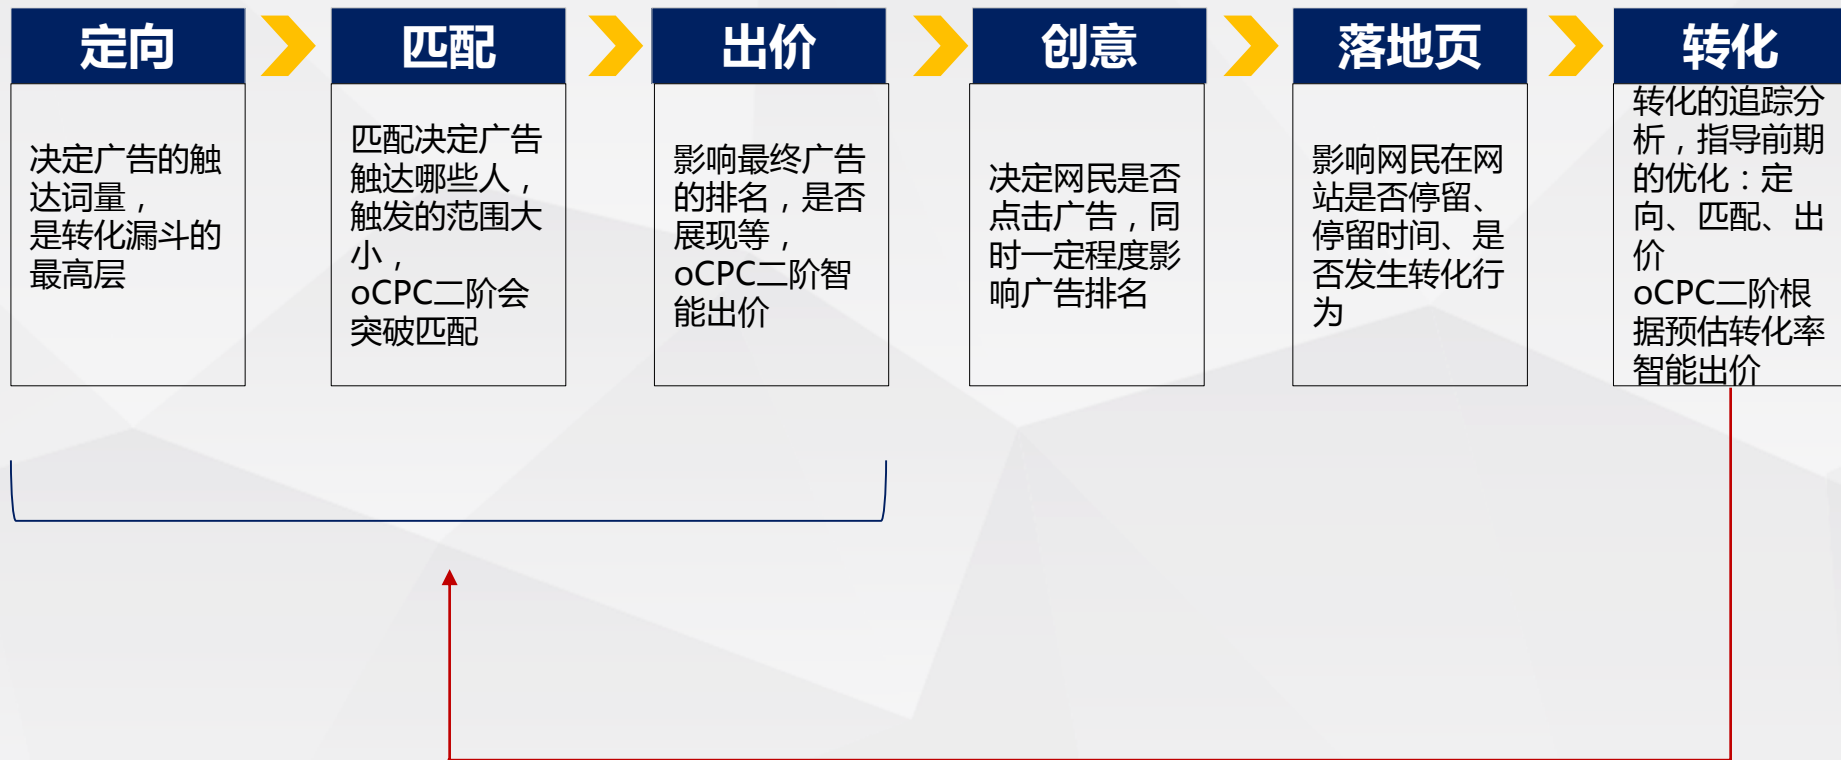 定向
决定广告的触
达词量，
是转化漏斗的
最高层
匹配
匹配决定广告
触达哪些人，
触发的范围大
小，
oCPC二阶会
突破匹配
出价
影响最终广告
的排名，是否
展现等，
oCPC二阶智
能出价
创意
决定网民是否
点击广告，同
时一定程度影
响广告排名
落地页
影响网民在网
站是否停留、
停留时间、是
否发生转化行
为
转化
转化的追踪分
析，指导前期
的优化：定
向、匹配、出
价
oCPC二阶根
据预估转化率
智能出价